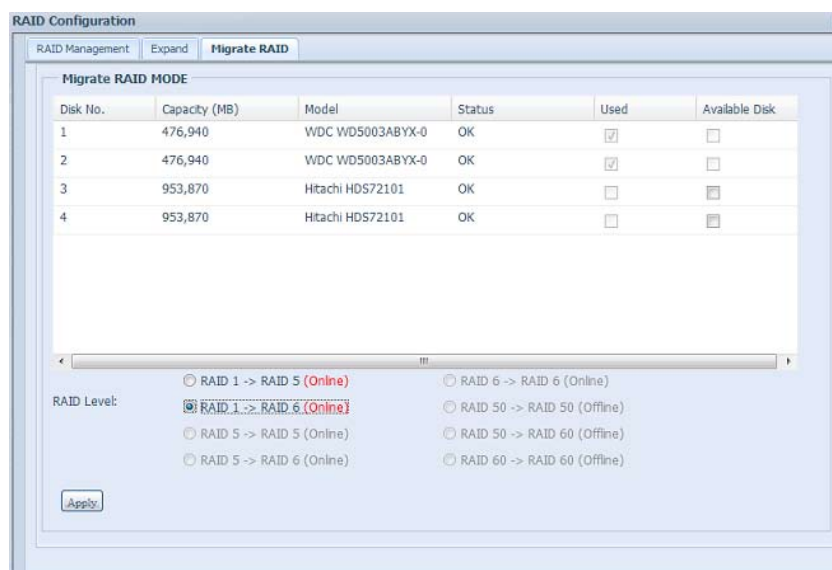 RAID Configuration
RAID Management Expand Migrate RAID
Migrate RAID MODE
Disk No. Capacity (MB) Model Status Used Available Disk
1 476,940 WDC WD5003ABYX-0 OK
2 476,940 WDC WD5003ABYX-0 OK
3 953,870 Hitachi HDS72101 OK
4 953,870 Hitachi HDS72101 OK
RAID Level:
RAID 1 -> RAID 5 (Online) RAID 6 -> RAID 6 (Online)
RAID 1 -> RAID 6 (Online) RAID 50 -> RAID 50 (Offline)
RAID 5 -> RAID 5 (Online) RAID 50 -> RAID 60 (Offline)
RAID 5 -> RAID 6 (Online) RAID 60 -> RAID 60 (Offline)
Apply